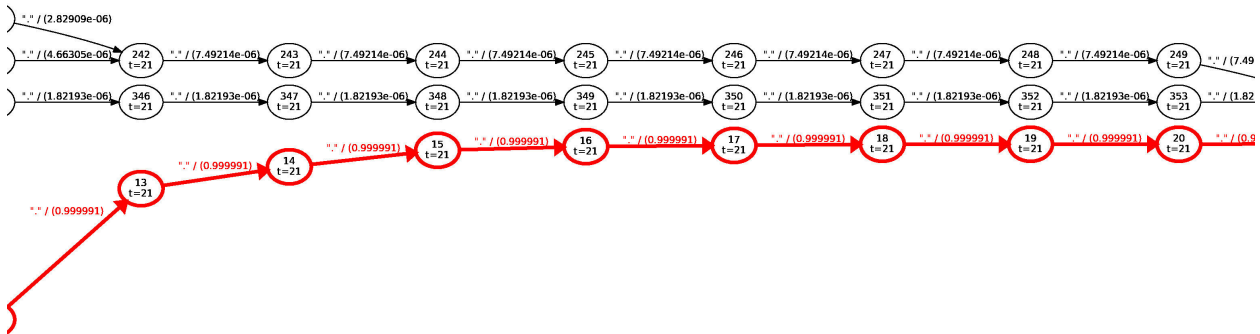 "." / (2.82909e-06)
"." / (4.66305e-06) 242 "." / (7.49214e-06) 243 "." / (7.49214e-06) 244 "." / (7.49214e-06) 245 "." / (7.49214e-06) 246 "." / (7.49214e-06) 247 "." / (7.49214e-06) 248 "." / (7.49214e-06) 249 "." / (7.49
t=21 t=21 t=21 t=21 t=21 t=21 t=21 t=21
"." / (1.82193e-06) 346 "." / (1.82193e-06) 347 "." / (1.82193e-06) 348 "." / (1.82193e-06) 349 "." / (1.82193e-06) 350 "." / (1.82193e-06) 351 "." / (1.82193e-06) 352 "." / (1.82193e-06) 353 "." / (1.82
t=21 t=21 t=21 t=21 t=21 t=21 t=21 t=21
"." / (0.999991) 13 "." / (0.999991) 14 "." / (0.999991) 15 "." / (0.999991) 16 "." / (0.999991) 17 "." / (0.999991) 18 "." / (0.999991) 19 "." / (0.999991) 20 "." / (0.9
t=21 t=21 t=21 t=21 t=21 t=21 t=21 t=21